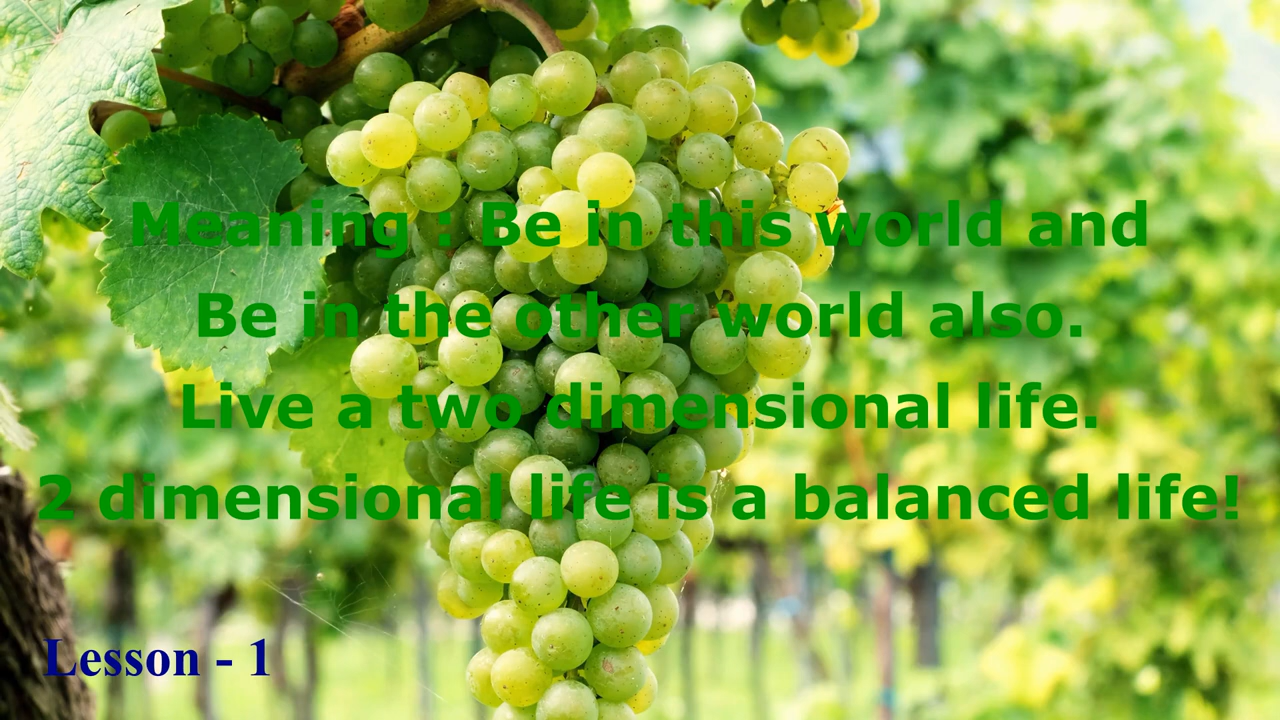 Meaning : Be in this world and
Be in the other world also.
Live a two dimensional life.
2 dimensional life is a balanced life!
Lesson - 1